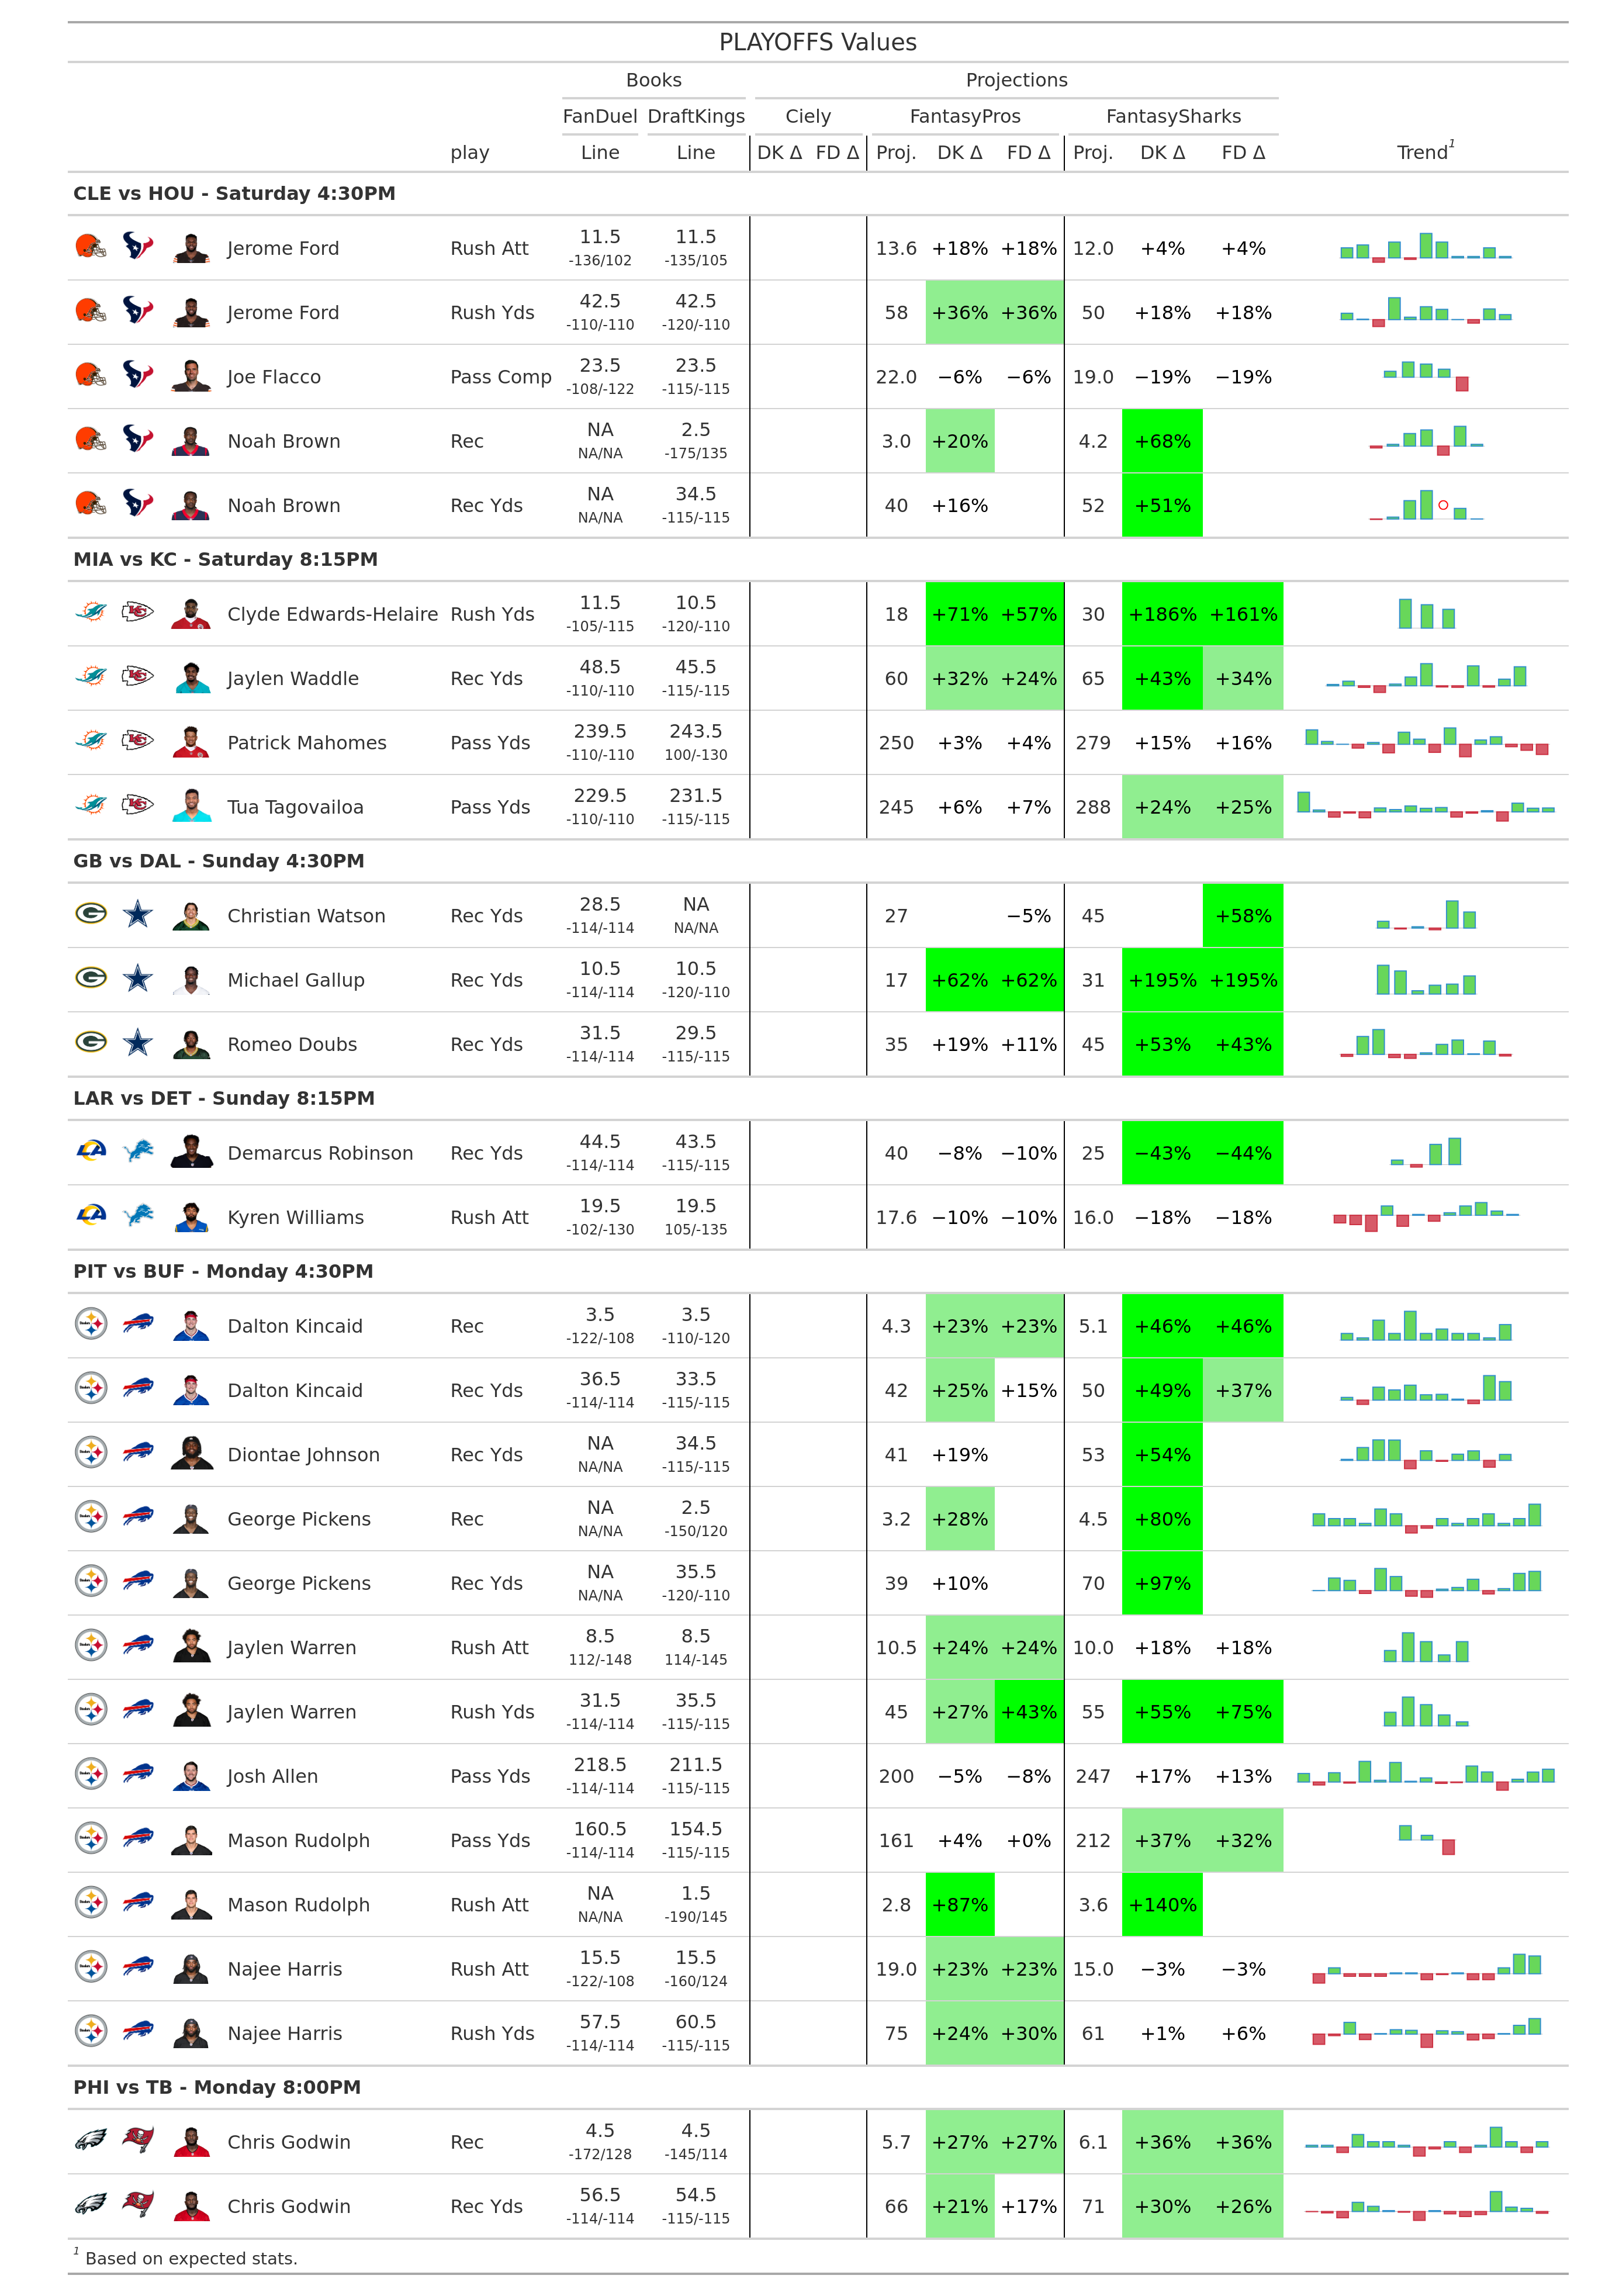 PLAYOFFS Values
Books Projections
FanDuel DraftKings Ciely FantasyPros FantasySharks
play Line Line DK Δ FD Δ Proj. DK Δ FD Δ Proj. DK Δ FD Δ Trend1
CLE vs HOU - Saturday 4:30PM
Jerome Ford Rush Att 11.5 11.5 13.6 +18% +18% 12.0 +4% +4%
-136/102 -135/105
Jerome Ford Rush Yds 42.5 42.5 58 +36% +36% 50 +18% +18%
-110/-110 -120/-110
Joe Flacco Pass Comp 23.5 23.5 22.0 −6% −6% 19.0 −19% −19%
-108/-122 -115/-115
Noah Brown Rec NA 2.5 3.0 +20% 4.2 +68%
NA/NA -175/135
Noah Brown Rec Yds NA 34.5 40 +16% 52 +51%
NA/NA -115/-115
MIA vs KC - Saturday 8:15PM
Clyde Edwards-Helaire Rush Yds 11.5 10.5 18 +71% +57% 30 +186% +161%
-105/-115 -120/-110
Jaylen Waddle Rec Yds 48.5 45.5 60 +32% +24% 65 +43% +34%
-110/-110 -115/-115
Patrick Mahomes Pass Yds 239.5 243.5 250 +3% +4% 279 +15% +16%
-110/-110 100/-130
Tua Tagovailoa Pass Yds 229.5 231.5 245 +6% +7% 288 +24% +25%
-110/-110 -115/-115
GB vs DAL - Sunday 4:30PM
Christian Watson Rec Yds 28.5 NA 27 −5% 45 +58%
-114/-114 NA/NA
Michael Gallup Rec Yds 10.5 10.5 17 +62% +62% 31 +195% +195%
-114/-114 -120/-110
Romeo Doubs Rec Yds 31.5 29.5 35 +19% +11% 45 +53% +43%
-114/-114 -115/-115
LAR vs DET - Sunday 8:15PM
Demarcus Robinson Rec Yds 44.5 43.5 40 −8% −10% 25 −43% −44%
-114/-114 -115/-115
Kyren Williams Rush Att 19.5 19.5 17.6 −10% −10% 16.0 −18% −18%
-102/-130 105/-135
PIT vs BUF - Monday 4:30PM
Dalton Kincaid Rec 3.5 3.5 4.3 +23% +23% 5.1 +46% +46%
-122/-108 -110/-120
Dalton Kincaid Rec Yds 36.5 33.5 42 +25% +15% 50 +49% +37%
-114/-114 -115/-115
Diontae Johnson Rec Yds NA 34.5 41 +19% 53 +54%
NA/NA -115/-115
George Pickens Rec NA 2.5 3.2 +28% 4.5 +80%
NA/NA -150/120
George Pickens Rec Yds NA 35.5 39 +10% 70 +97%
NA/NA -120/-110
Jaylen Warren Rush Att 8.5 8.5 10.5 +24% +24% 10.0 +18% +18%
112/-148 114/-145
Jaylen Warren Rush Yds 31.5 35.5 45 +27% +43% 55 +55% +75%
-114/-114 -115/-115
Josh Allen Pass Yds 218.5 211.5 200 −5% −8% 247 +17% +13%
-114/-114 -115/-115
Mason Rudolph Pass Yds 160.5 154.5 161 +4% +0% 212 +37% +32%
-114/-114 -115/-115
Mason Rudolph Rush Att NA 1.5 2.8 +87% 3.6 +140%
NA/NA -190/145
Najee Harris Rush Att 15.5 15.5 19.0 +23% +23% 15.0 −3% −3%
-122/-108 -160/124
Najee Harris Rush Yds 57.5 60.5 75 +24% +30% 61 +1% +6%
-114/-114 -115/-115
PHI vs TB - Monday 8:00PM
Chris Godwin Rec 4.5 4.5 5.7 +27% +27% 6.1 +36% +36%
-172/128 -145/114
Chris Godwin Rec Yds 56.5 54.5 66 +21% +17% 71 +30% +26%
-114/-114 -115/-115
1 Based on expected stats.